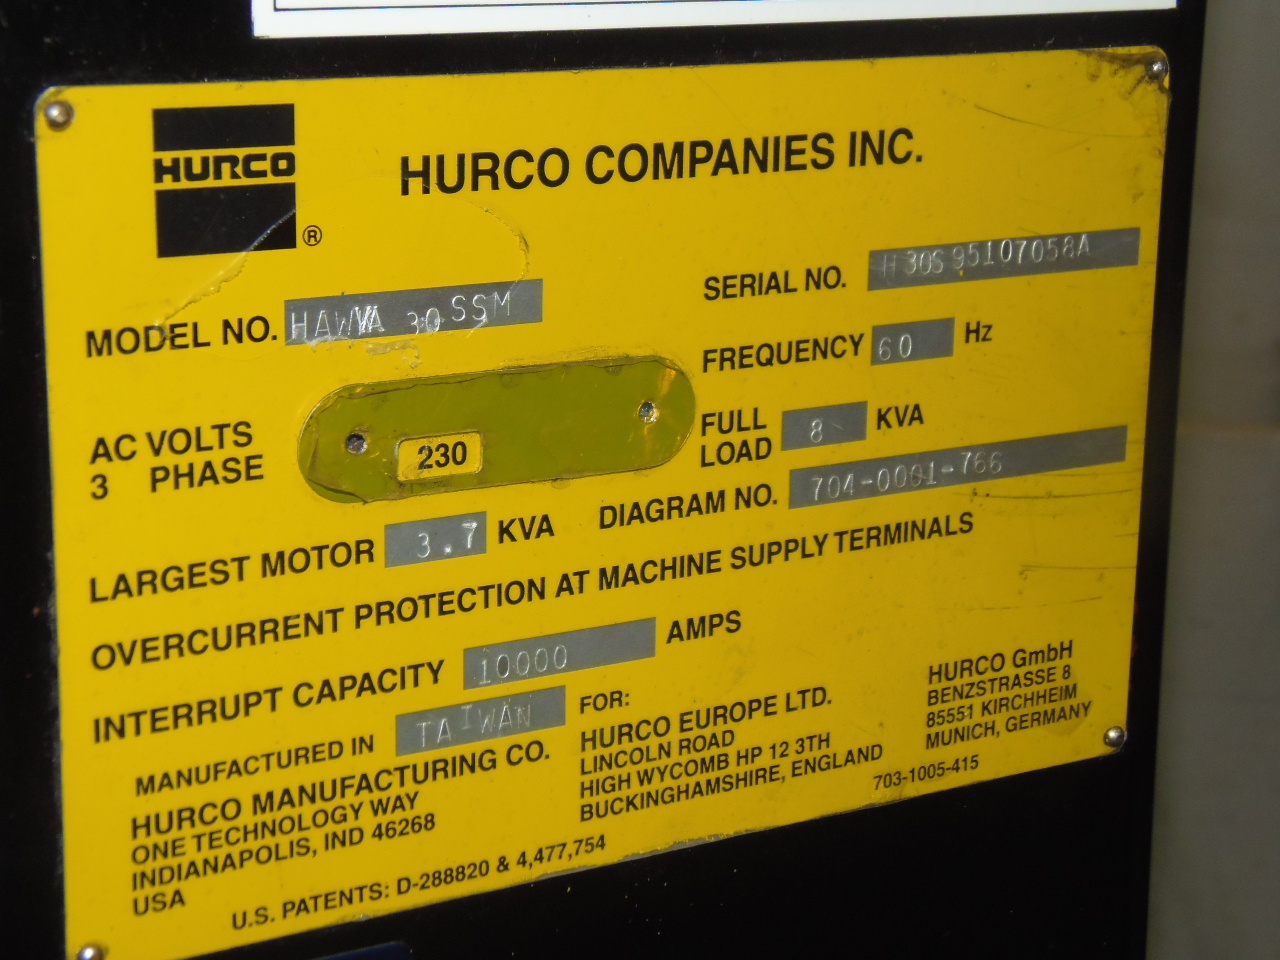 HURCO
®
HURCO COMPANIES INC.
MODEL NO. 30 SSM
SERIAL NO. H30S95107058A
FREQUENCY 60 Hz
AC VOLTS
3 PHASE
230
FULL
LOAD 8 KVA
LARGEST MOTOR 3.7 KVA
DIAGRAM NO. 704-0001-766
OVERCURRENT PROTECTION AT MACHINE SUPPLY TERMINALS
INTERRUPT CAPACITY 10000 AMPS
MANUFACTURED IN TAIWAN
HURCO MANUFACTURING CO.
ONE TECHNOLOGY WAY
INDIANAPOLIS, IND 46268
USA
FOR:
HURCO EUROPE LTD.
LINCOLN ROAD
HIGH WYCOMB HP 12 3TH
BUCKINGHAMSHIRE, ENGLAND
HURCO GmbH
BENZSTRASSE 8
85551 KIRCHHEIM
MUNICH, GERMANY
703-1005-415
U.S. PATENTS: D-288820 & 4,477,754